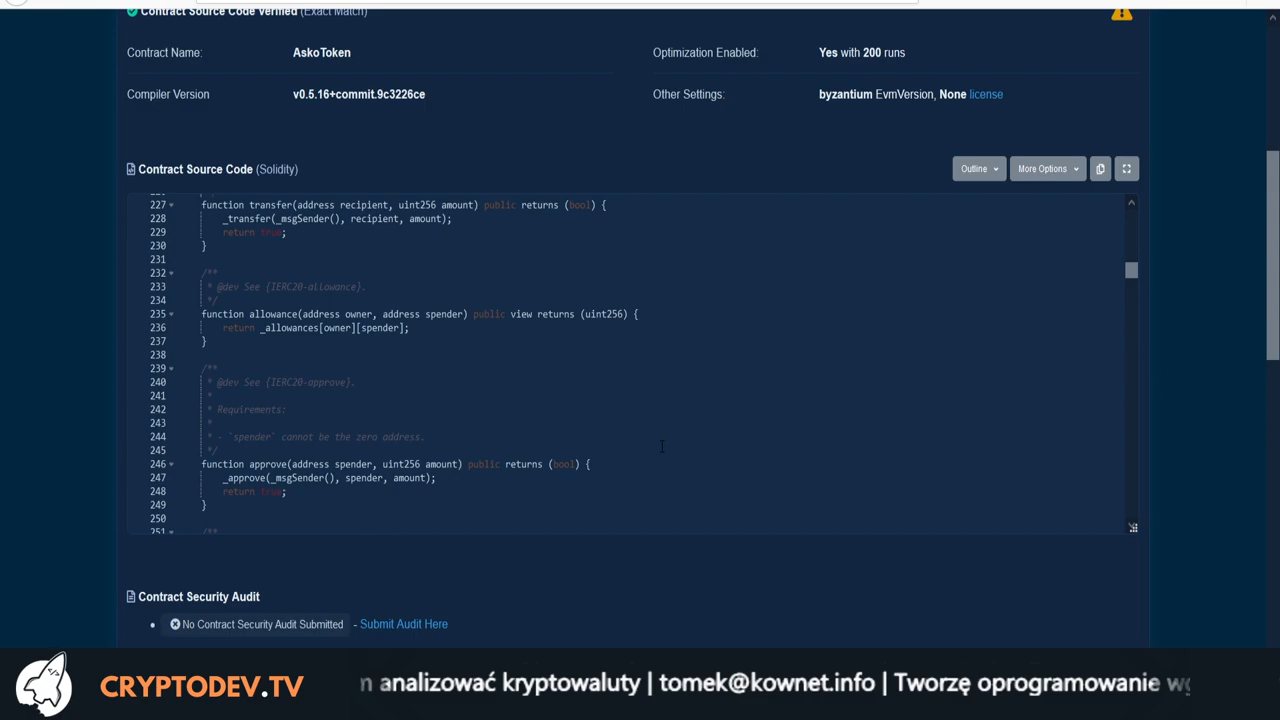 Contract Source Code Verified (Exact Match)
Contract Name: AskoToken Optimization Enabled: Yes with 200 runs
Compiler Version v0.5.16+commit.9c3226ce Other Settings: byzantium EvmVersion, None license
Contract Source Code (Solidity) Outline More Options
227 function transfer(address recipient, uint256 amount) public returns (bool) {
228 _transfer(_msgSender(), recipient, amount);
229 return true;
230 }
231
232 /**
233 * @dev See {IERC20-allowance}.
234 */
235 function allowance(address owner, address spender) public view returns (uint256) {
236 return _allowances[owner][spender];
237 }
238
239 /**
240 * @dev See {IERC20-approve}.
241 *
242 * Requirements:
243 *
244 * - `spender` cannot be the zero address.
245 */
246 function approve(address spender, uint256 amount) public returns (bool) {
247 _approve(_msgSender(), spender, amount);
248 return true;
249 }
250
251 /**
Contract Security Audit
No Contract Security Audit Submitted - Submit Audit Here
CRYPTODEV.TV
analizować kryptowaluty | tomek@kownet.info | Tworzę oprogramowanie